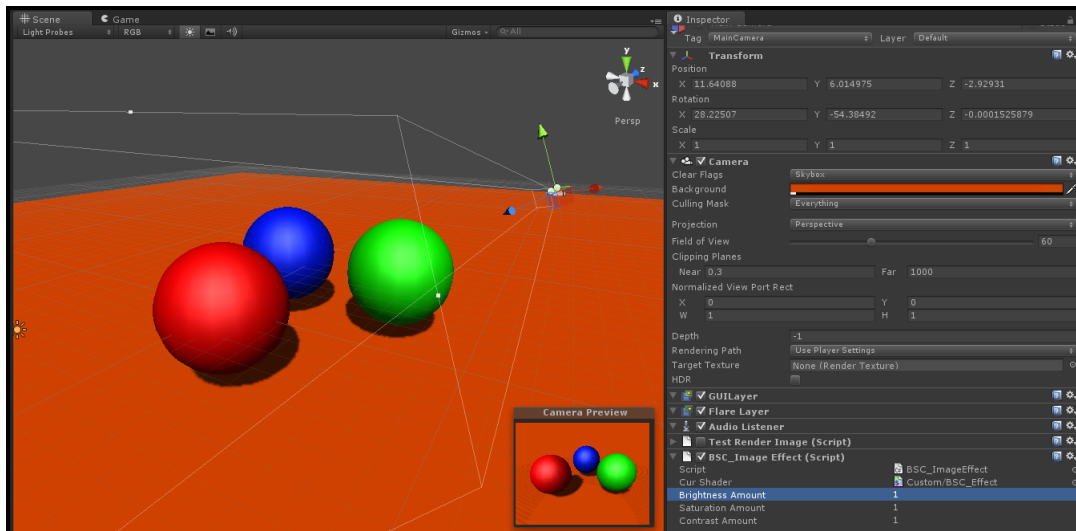 Scene
Game
Light Probes
RGB
Gizmos
All
y
z
x
Persp
Camera Preview
Inspector
Tag MainCamera Layer Default
Transform
Position
X 11.64088 Y 6.014975 Z -2.92931
Rotation
X 28.22507 Y -54.38492 Z -0.0001525879
Scale
X 1 Y 1 Z 1
Camera
Clear Flags Skybox
Background
Culling Mask Everything
Projection Perspective
Field of View 60
Clipping Planes
Near 0.3 Far 1000
Normalized View Port Rect
X 0 Y 0
W 1 H 1
Depth -1
Rendering Path Use Player Settings
Target Texture None (Render Texture)
HDR
GUILayer
Flare Layer
Audio Listener
Test Render Image (Script)
BSC_Image Effect (Script)
Script BSC_ImageEffect
Cur Shader Custom/BSC_Effect
Brightness Amount 1
Saturation Amount 1
Contrast Amount 1